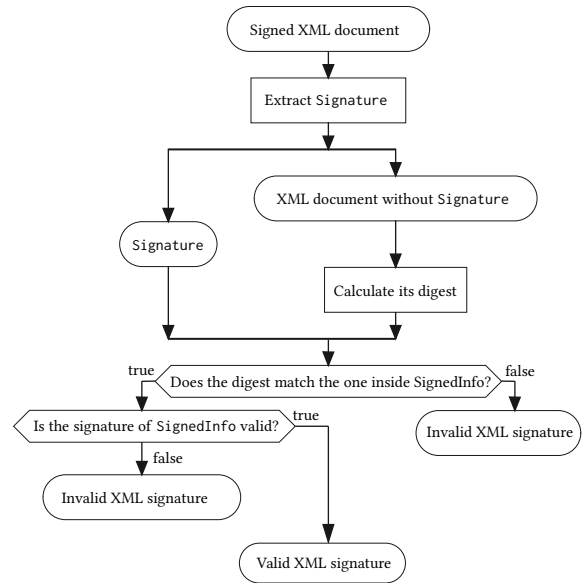 Signed XML document
Extract Signature
XML document without Signature
Signature
Calculate its digest
true
false
Does the digest match the one inside SignedInfo?
Is the signature of SignedInfo valid?
true
Invalid XML signature
false
Invalid XML signature
Valid XML signature